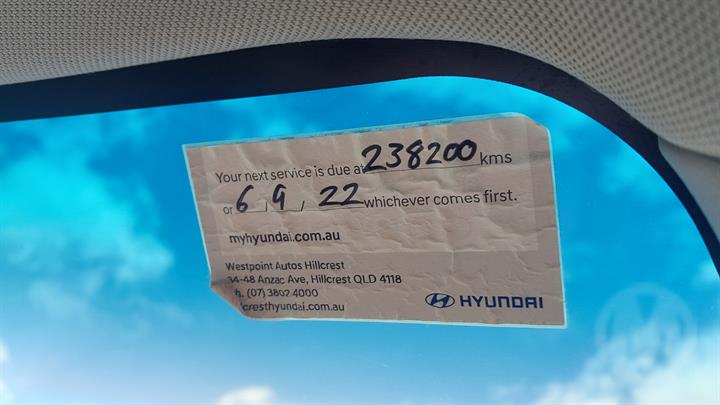 Your next service is due at 238200 kms
or 6 / 9 / 22 whichever comes first.
myhyundai.com.au
Westpoint Autos Hillcrest
34-48 Anzac Ave, Hillcrest QLD 4118
Ph. (07) 3802 4000
cresthyundai.com.au
HYUNDAI